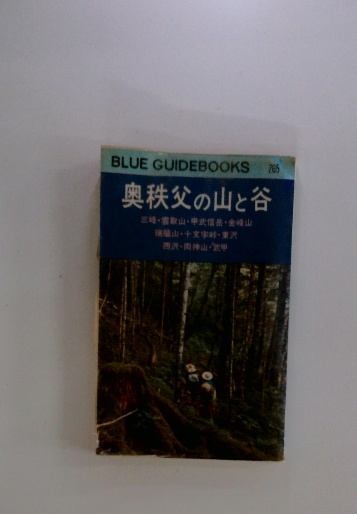 BLUE GUIDEBOOKS 765
奥秩父の山と谷
三峰・雲取山・甲武信岳・金峰山
瑞牆山・十文字峠・東沢
西沢・両神山・武甲